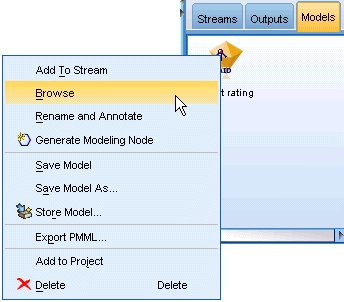 Streams Outputs Models
Add To Stream
Browse
rating
Rename and Annotate
Generate Modeling Node
Save Model
Save Model As...
Store Model...
Export PMML...
Add to Project
Delete Delete